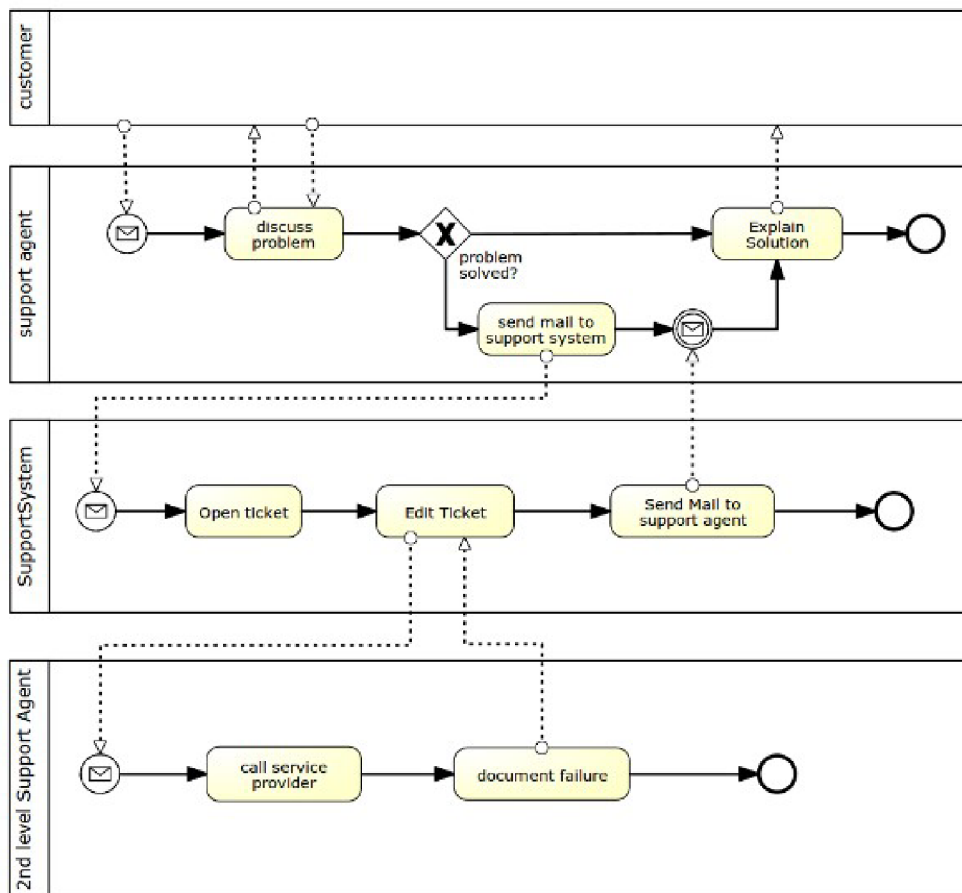 customer
support agent
discuss
problem
problem
solved?
Explain
Solution
send mail to
support system
SupportSystem
Open ticket
Edit Ticket
Send Mail to
support agent
2nd level Support Agent
call service
provider
document failure